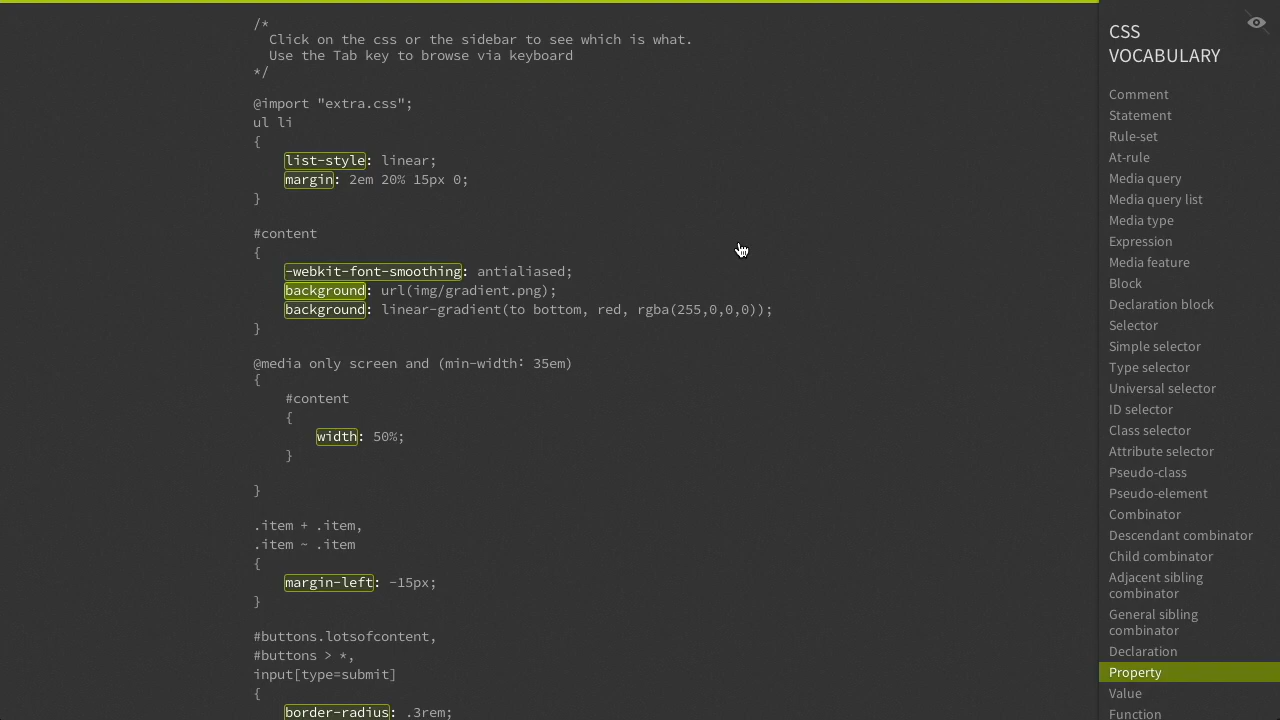 /*
  Click on the css or the sidebar to see which is what.
  Use the Tab key to browse via keyboard
*/
@import "extra.css";
ul li
{
    list-style: linear;
    margin: 2em 20% 15px 0;
}
#content
{
    -webkit-font-smoothing: antialiased;
    background: url(img/gradient.png);
    background: linear-gradient(to bottom, red, rgba(255,0,0,0));
}
@media only screen and (min-width: 35em)
{
    #content
    {
        width: 50%;
    }
}
.item + .item,
.item ~ .item
{
    margin-left: -15px;
}
#buttons.lotsofcontent,
#buttons > *,
input[type=submit]
{
    border-radius: .3rem;
CSS
VOCABULARY
Comment
Statement
Rule-set
At-rule
Media query
Media query list
Media type
Expression
Media feature
Block
Declaration block
Selector
Simple selector
Type selector
Universal selector
ID selector
Class selector
Attribute selector
Pseudo-class
Pseudo-element
Combinator
Descendant combinator
Child combinator
Adjacent sibling
combinator
General sibling
combinator
Declaration
Property
Value
Function